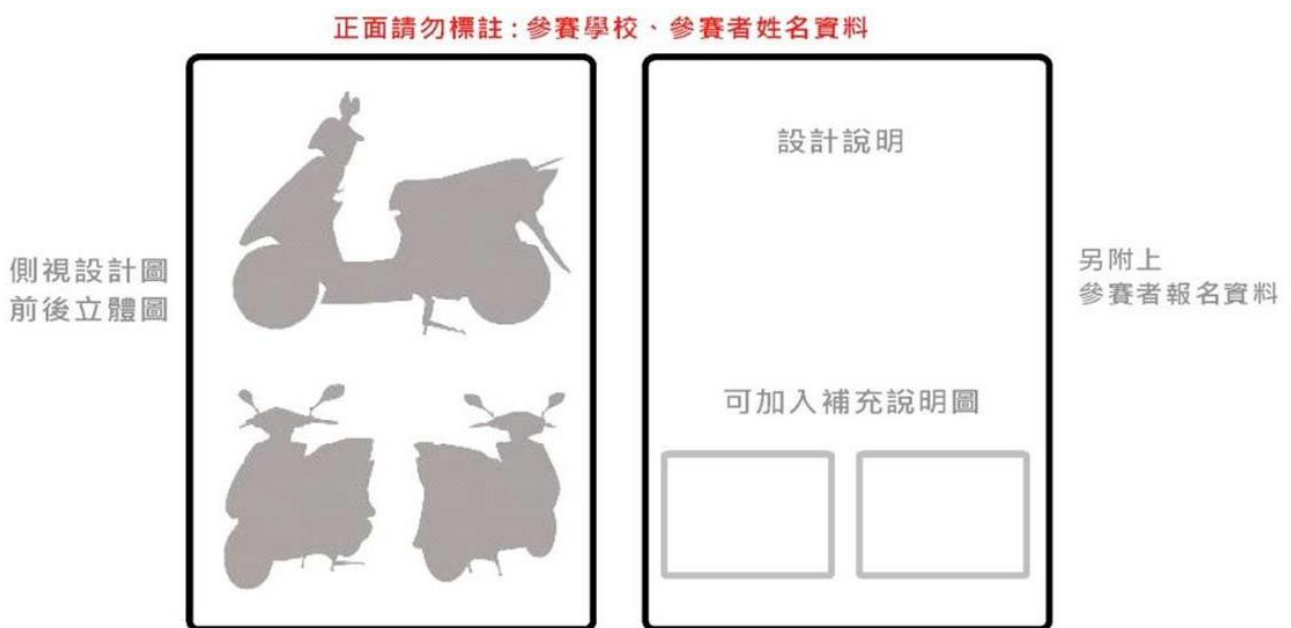 正面請勿標註:參賽學校、參賽者姓名資料
側視設計圖
前後立體圖
設計說明
可加入補充說明圖
另附上
參賽者報名資料